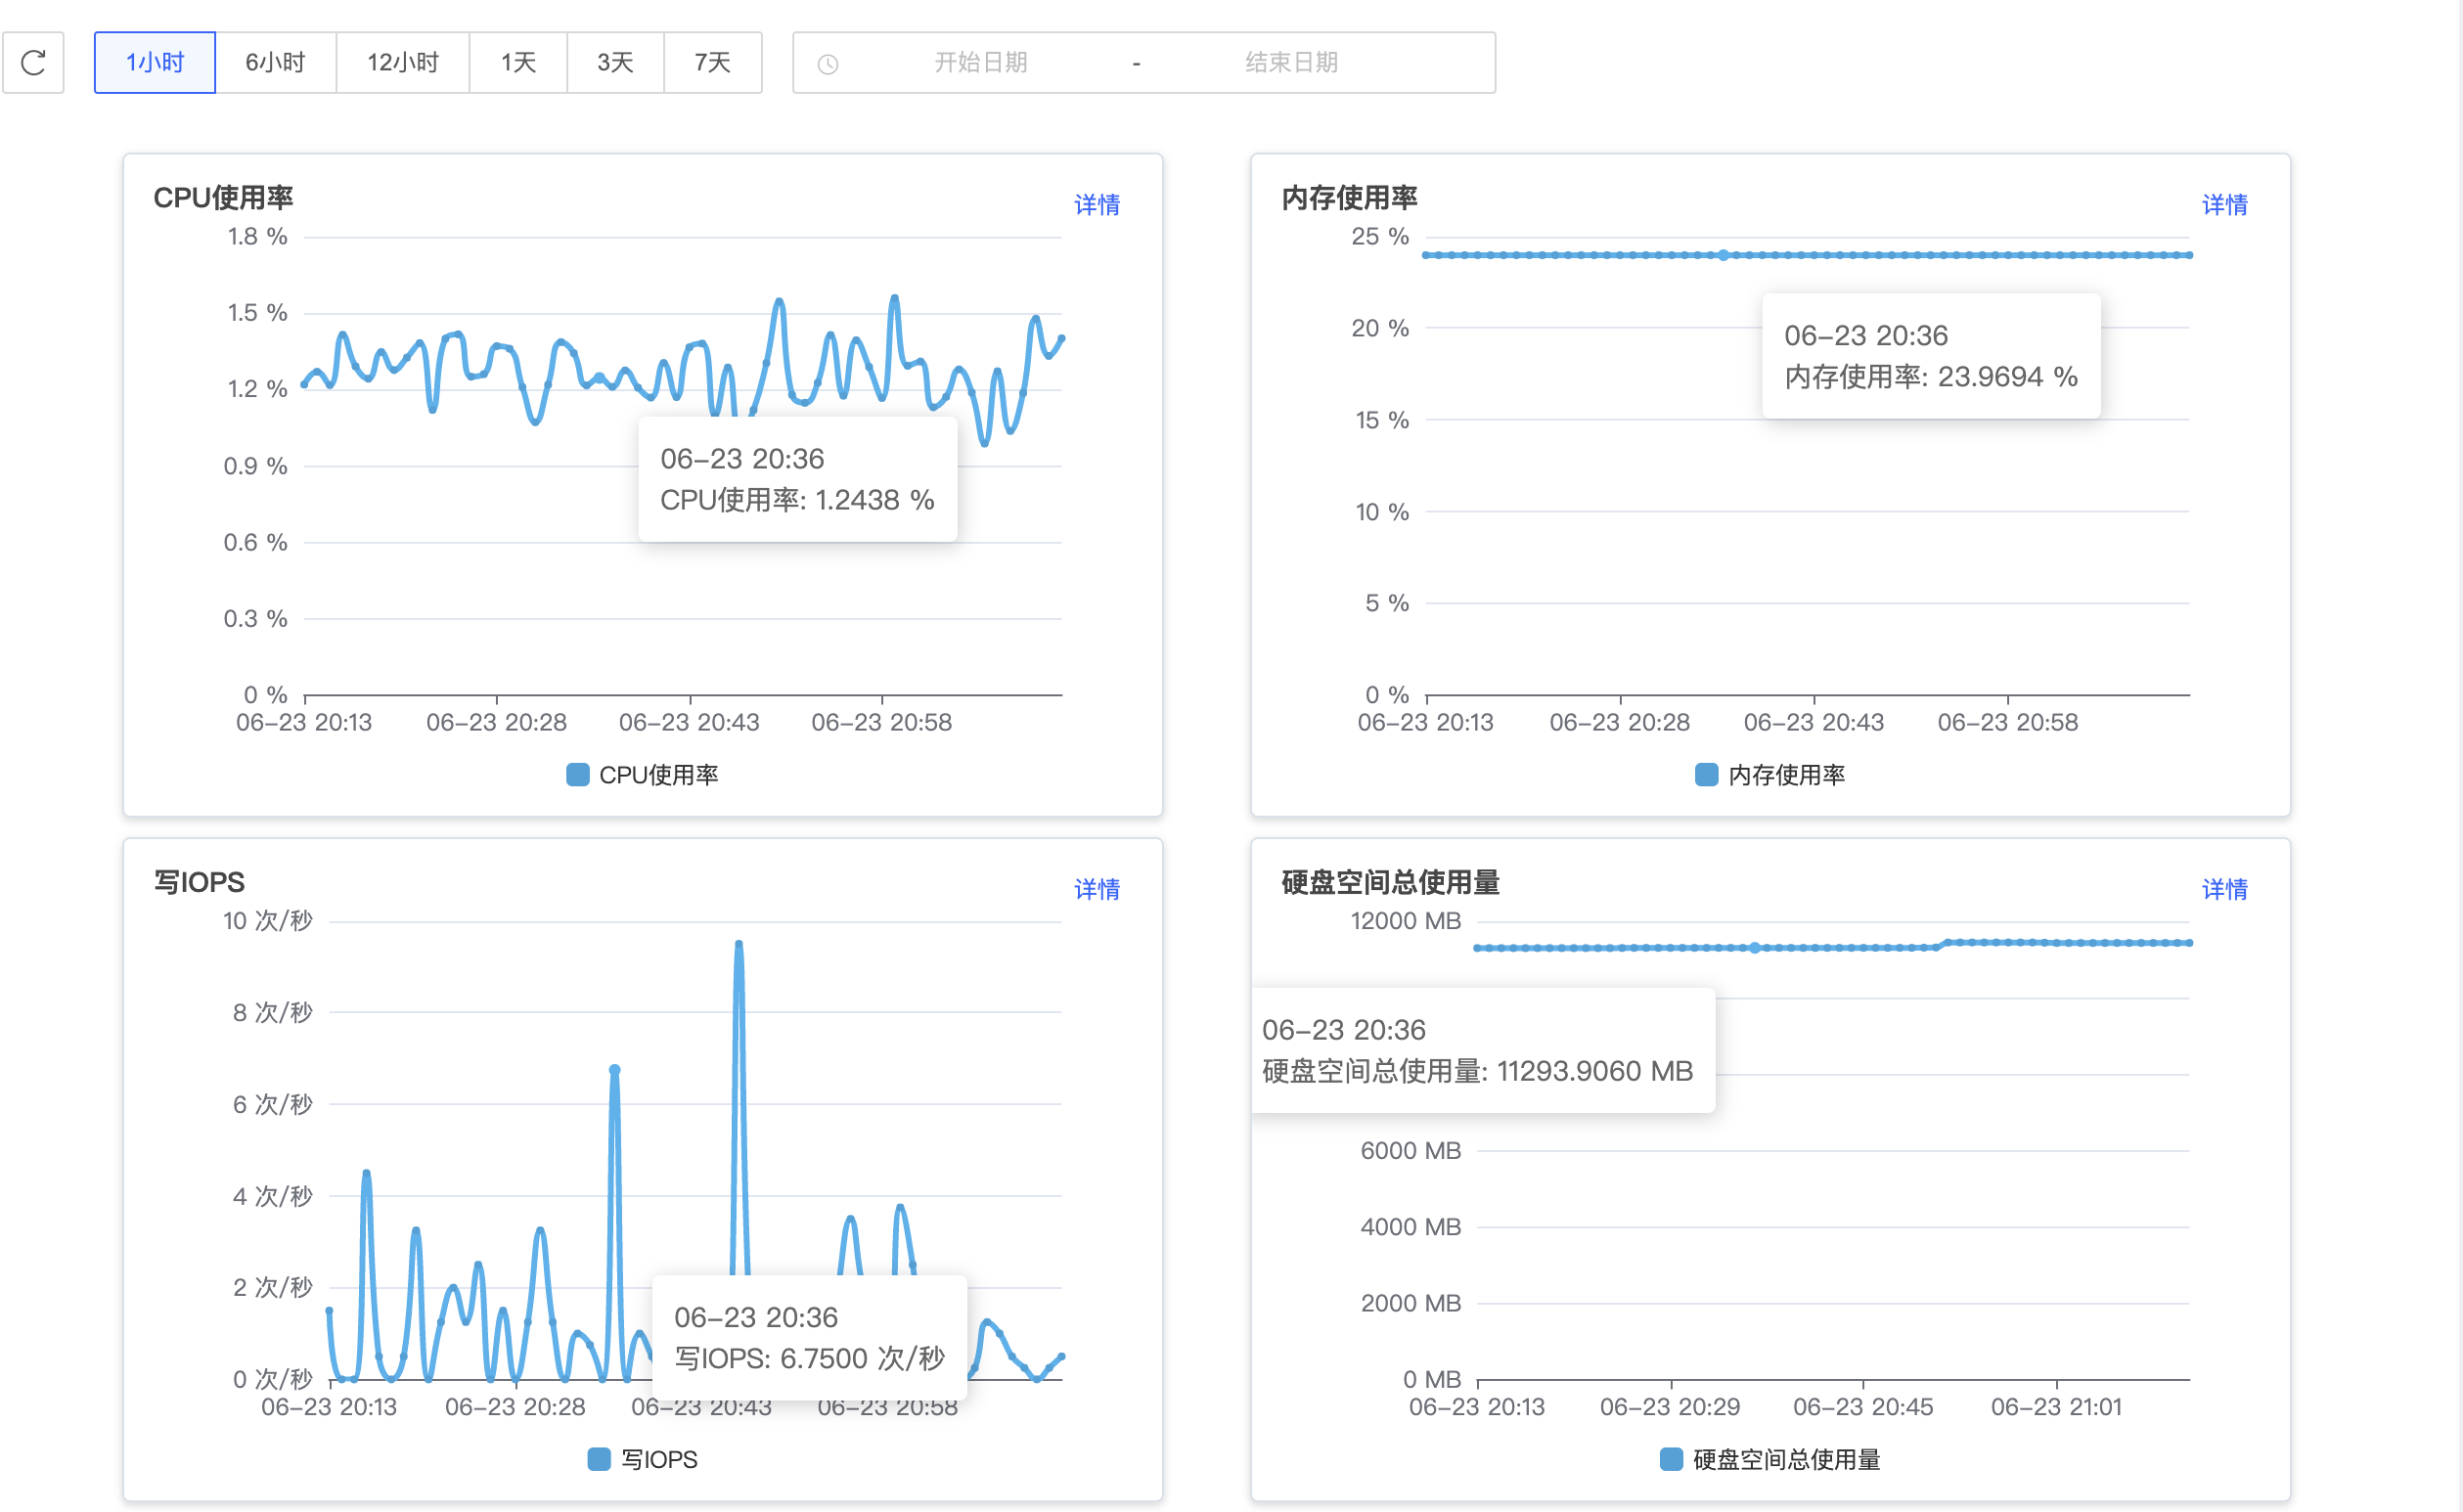 1小时
6小时
12小时
1天
3天
7天
开始日期 - 结束日期
CPU使用率
详情
1.8 %
1.5 %
1.2 %
0.9 %
0.6 %
0.3 %
0 %
06-23 20:36
CPU使用率: 1.2438 %
06-23 20:13
06-23 20:28
06-23 20:43
06-23 20:58
CPU使用率
内存使用率
详情
25 %
20 %
15 %
10 %
5 %
0 %
06-23 20:36
内存使用率: 23.9694 %
06-23 20:13
06-23 20:28
06-23 20:43
06-23 20:58
内存使用率
写IOPS
详情
10 次/秒
8 次/秒
6 次/秒
4 次/秒
2 次/秒
0 次/秒
06-23 20:36
写IOPS: 6.7500 次/秒
06-23 20:13
06-23 20:28
06-23 20:43
06-23 20:58
写IOPS
硬盘空间总使用量
详情
12000 MB
06-23 20:36
硬盘空间总使用量: 11293.9060 MB
6000 MB
4000 MB
2000 MB
0 MB
06-23 20:13
06-23 20:29
06-23 20:45
06-23 21:01
硬盘空间总使用量